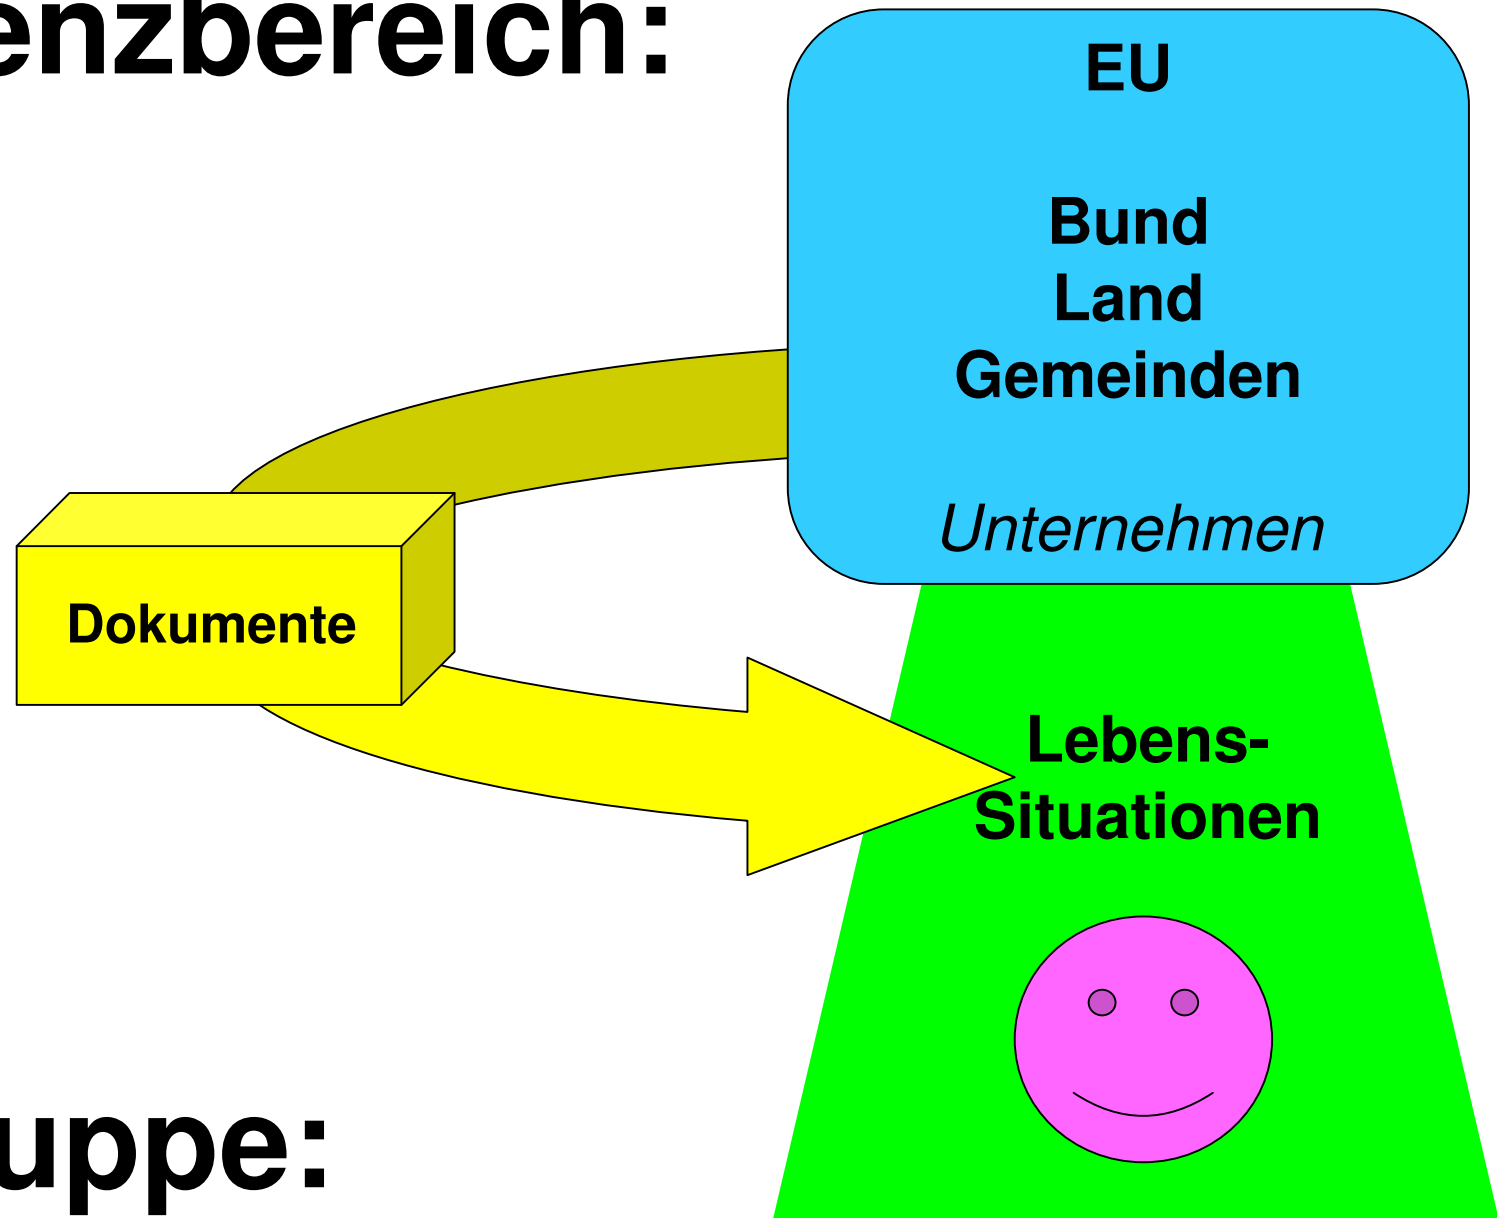 enzbereich:
EU
Bund
Land
Gemeinden
Unternehmen
Dokumente
Lebens-
Situationen
uppe: